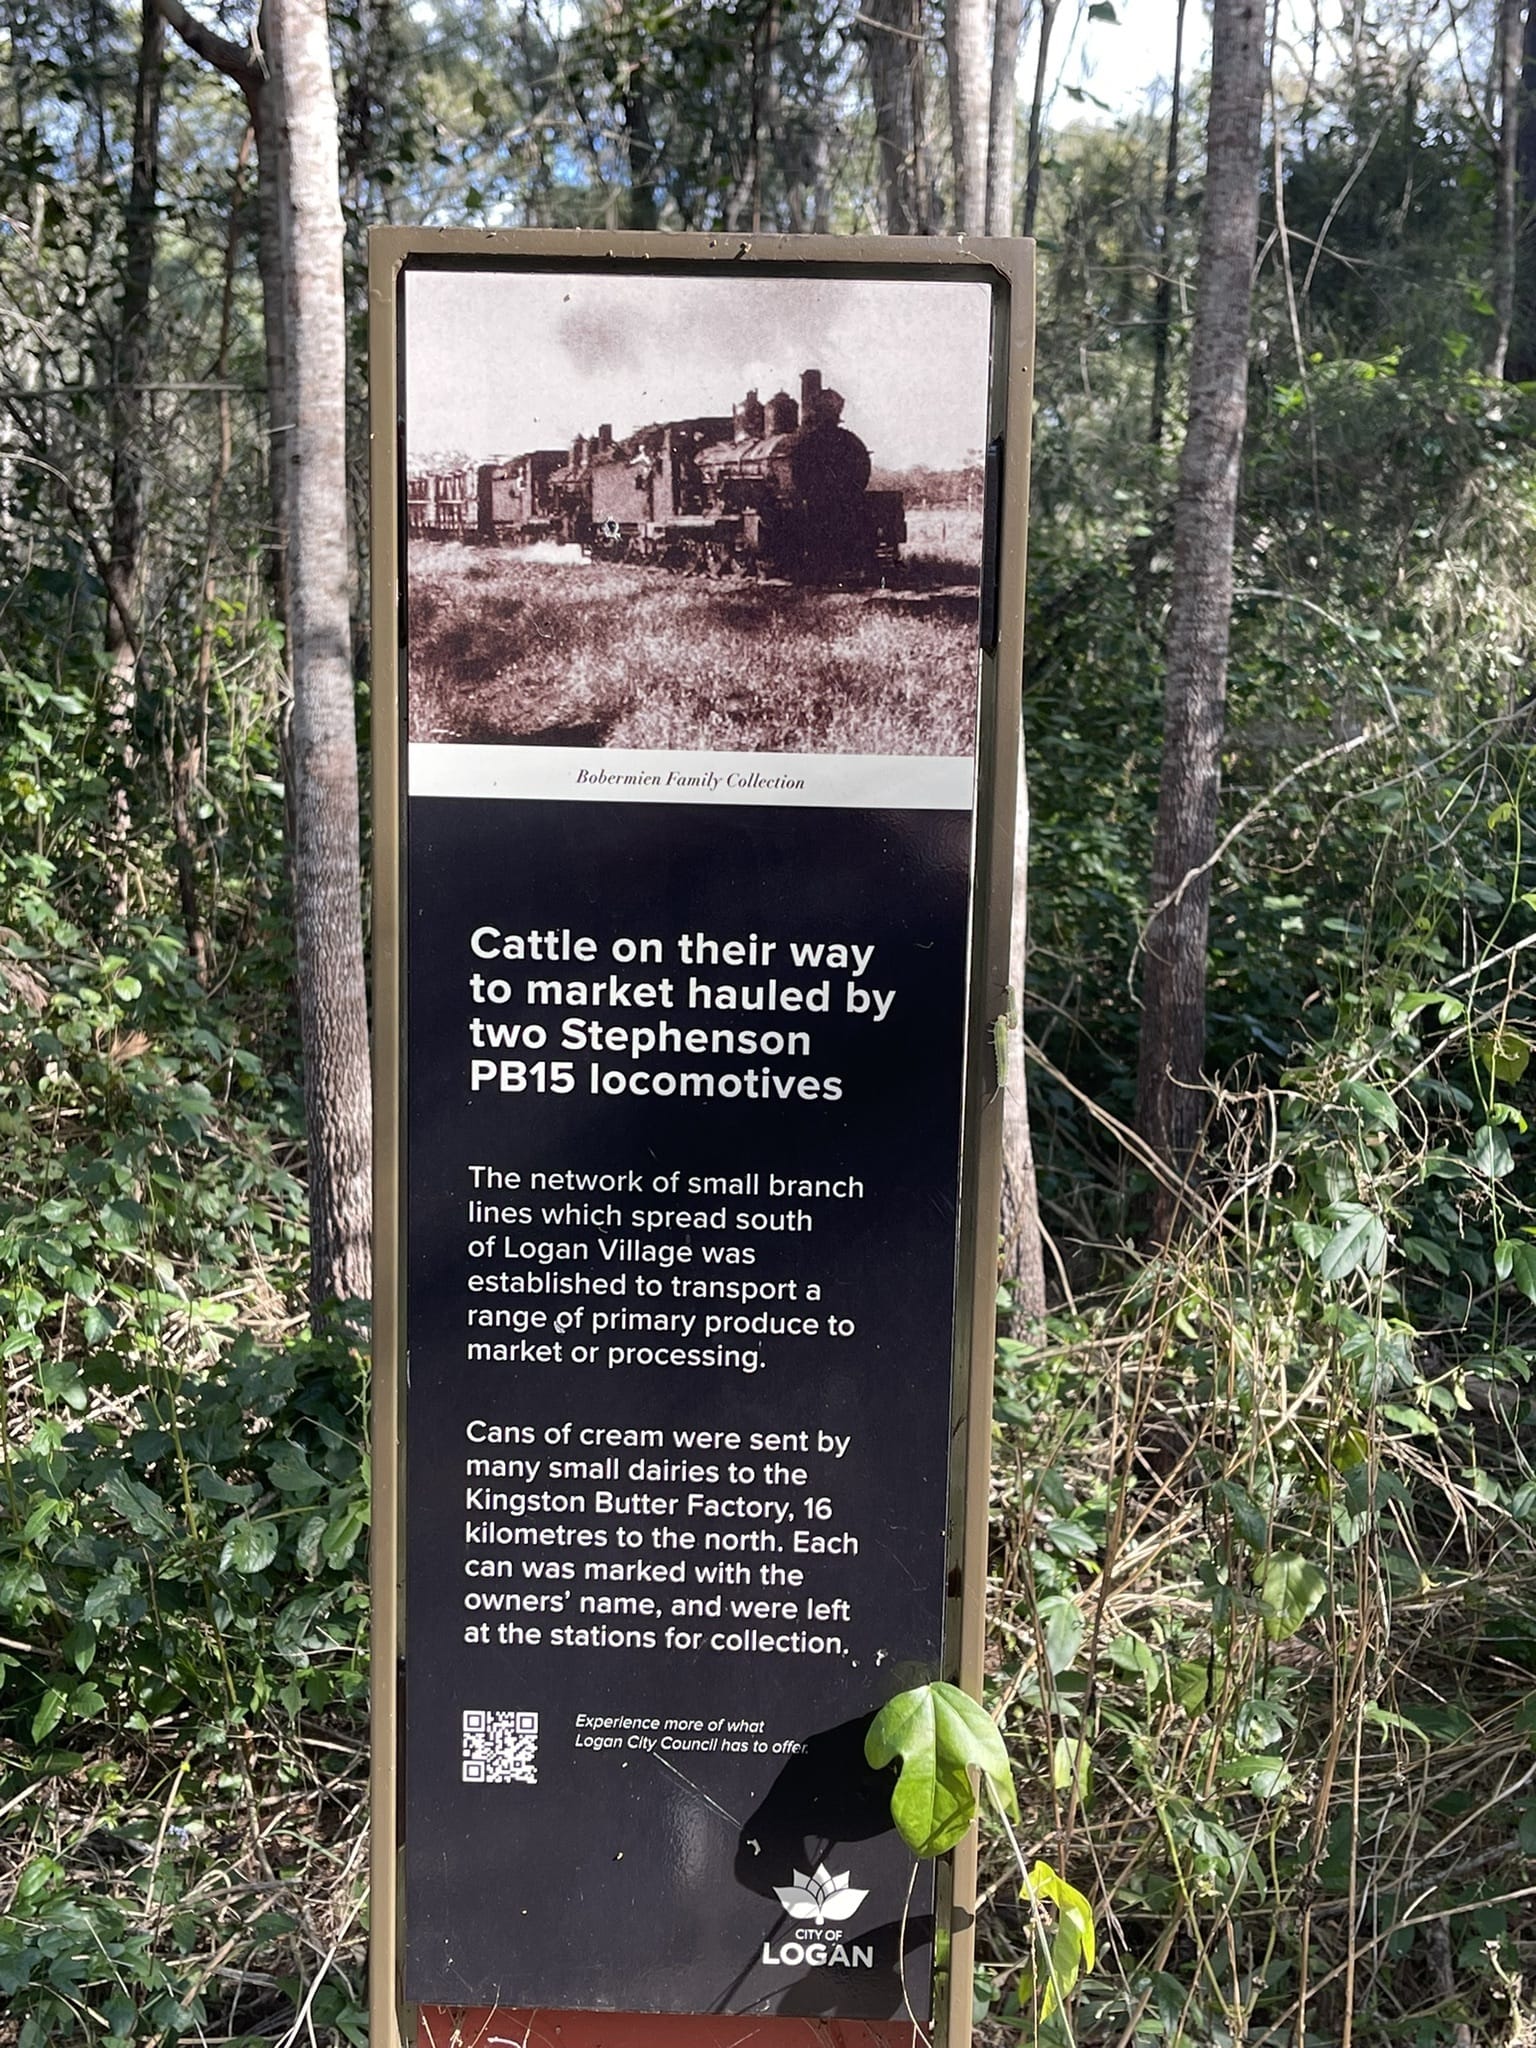 Bobermien Family Collection
Cattle on their way
to market hauled by
two Stephenson
PB15 locomotives
The network of small branch
lines which spread south
of Logan Village was
established to transport a
range of primary produce to
market or processing.
Cans of cream were sent by
many small dairies to the
Kingston Butter Factory, 16
kilometres to the north. Each
can was marked with the
owners’ name, and were left
at the stations for collection.
Experience more of what
Logan City Council has to offer.
CITY OF
LOGAN